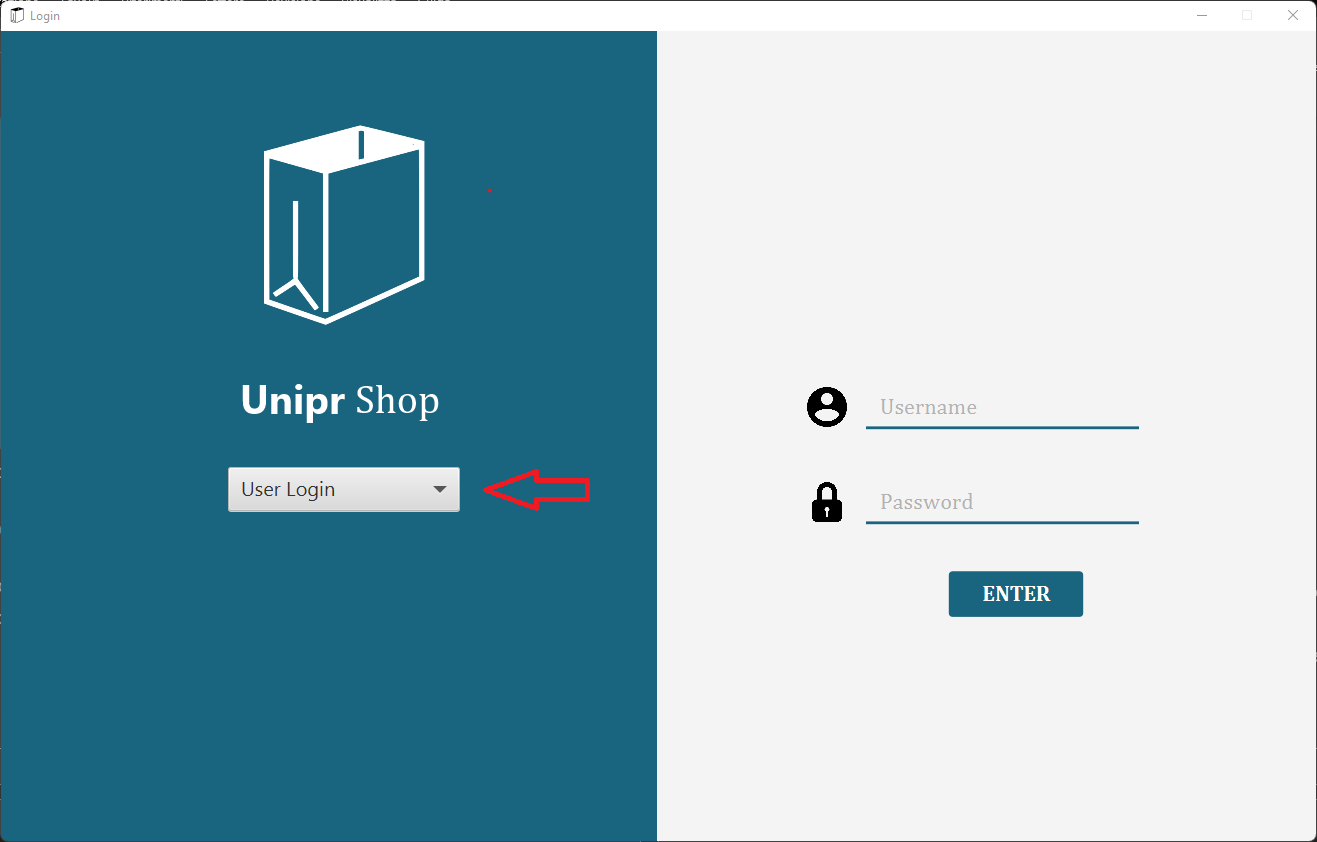 Login
Unipr Shop
User Login
Username
Password
ENTER